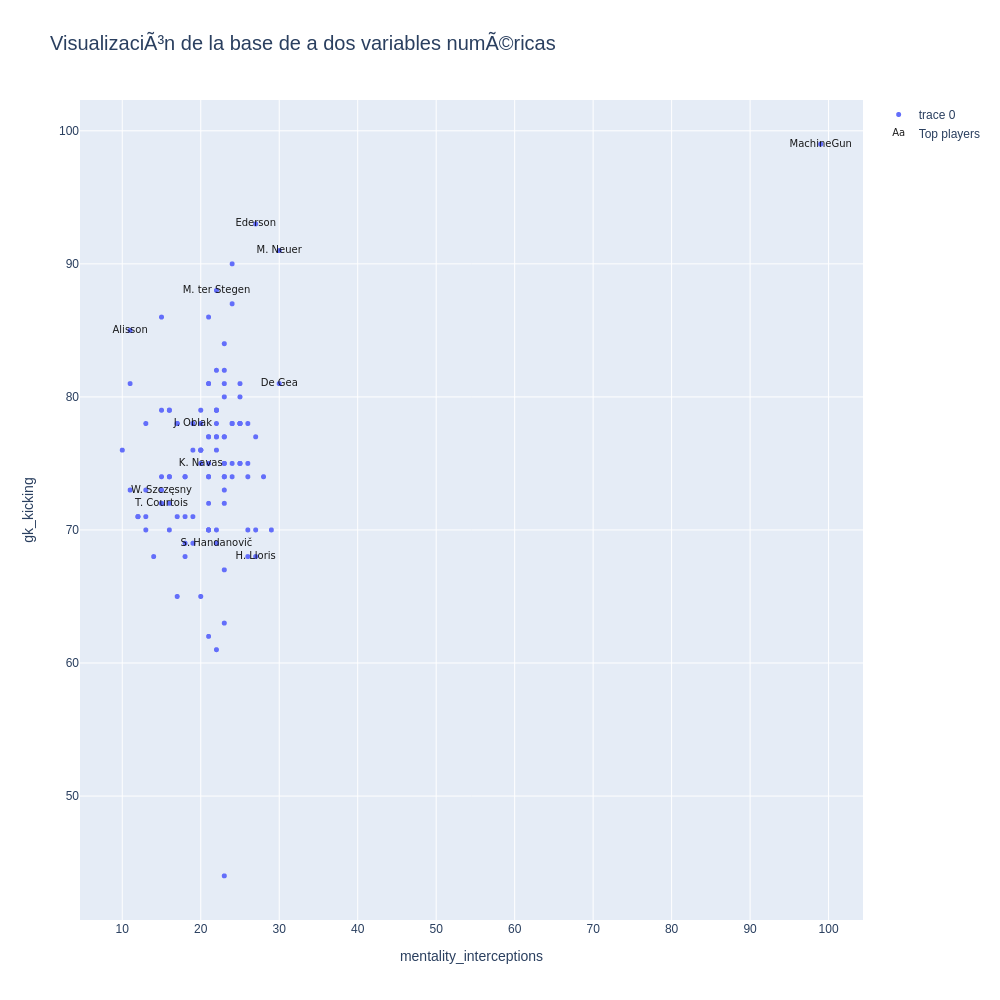 VisualizaciÃ³n de la base de a dos variables numÃ©ricas
trace 0
Aa Top players
100
90
80
70
60
50
gk_kicking
MachineGun
Ederson
M. Neuer
M. ter Stegen
Alisson
De Gea
J. Oblak
K. Navas
W. Szczęsny
T. Courtois
S. Handanovič
H. Lloris
10 20 30 40 50 60 70 80 90 100
mentality_interceptions